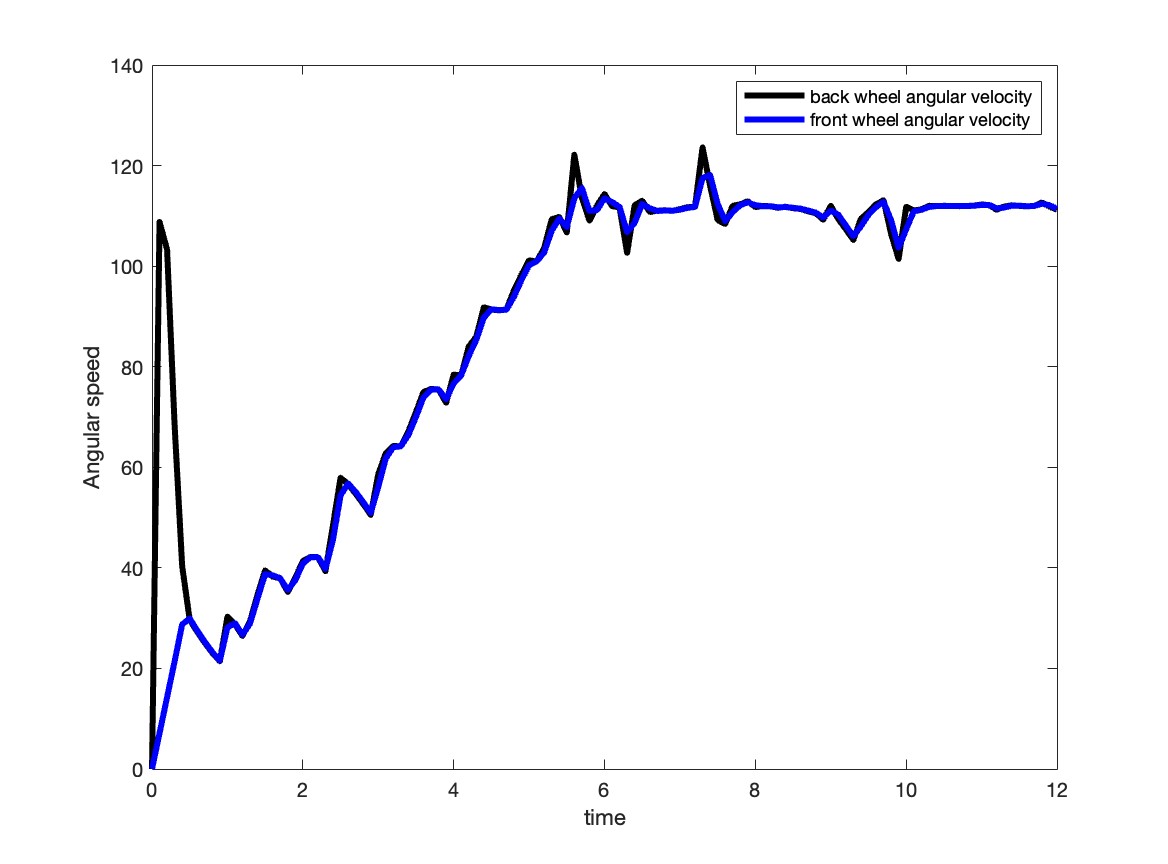 140
120
100
80
60
40
20
0
Angular speed
back wheel angular velocity
front wheel angular velocity
0 2 4 6 8 10 12
time